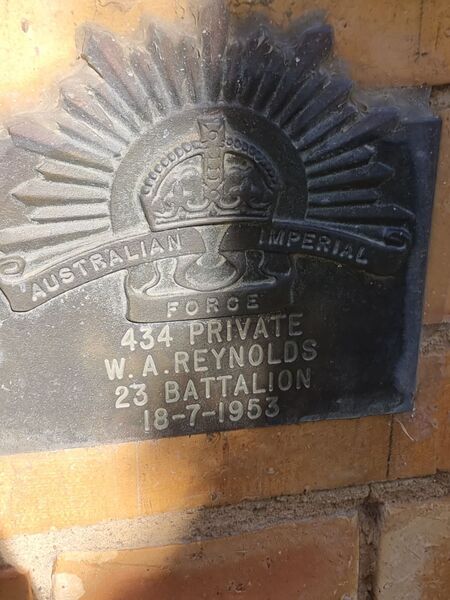 AUSTRALIAN IMPERIAL
FORCE
434 PRIVATE
W. A. REYNOLDS
23 BATTALION
18-7-1953